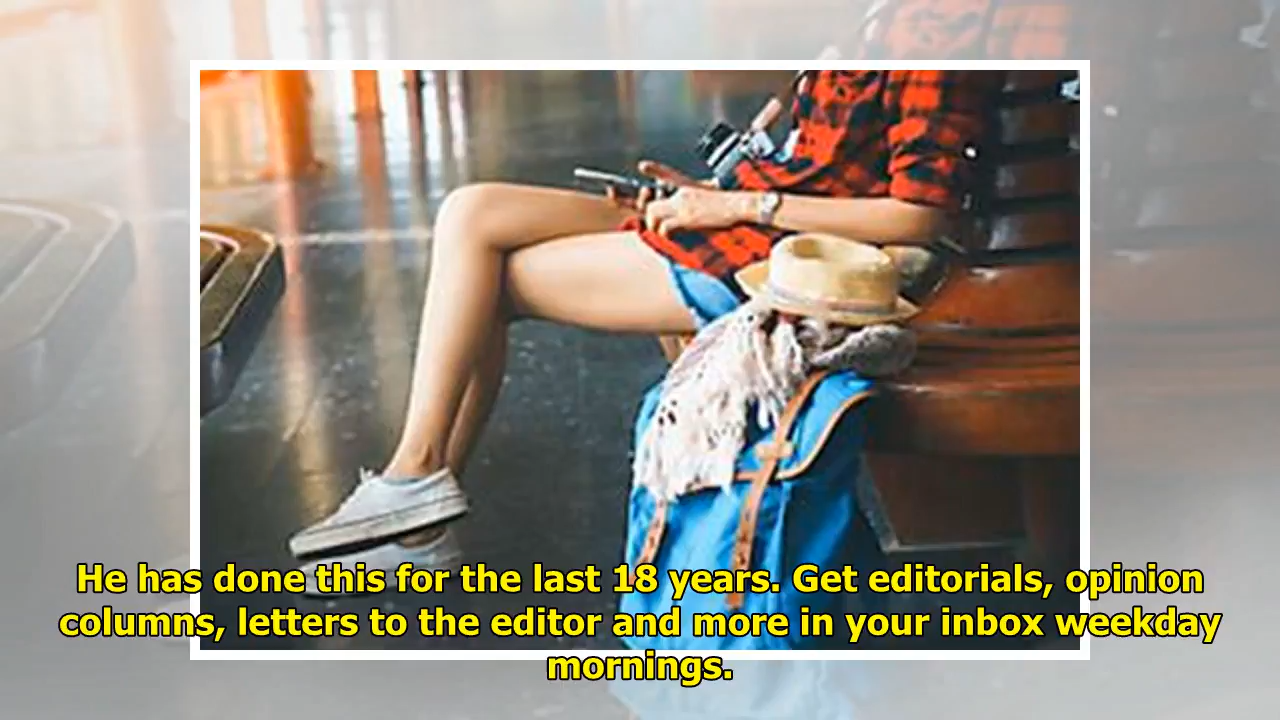 He has done this for the last 18 years. Get editorials, opinion
columns, letters to the editor and more in your inbox weekday
mornings.